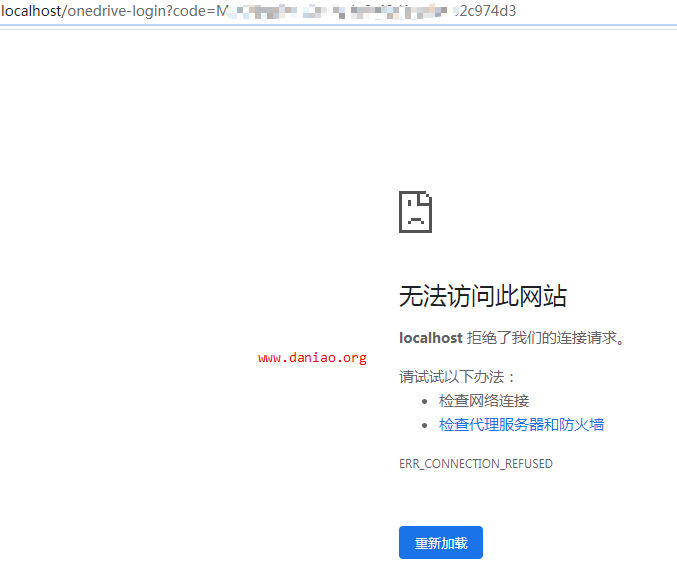 localhost/onedrive-login?code=M 2c974d3
无法访问此网站
localhost 拒绝了我们的连接请求。
www.daniao.org
请试试以下办法：
• 检查网络连接
• 检查代理服务器和防火墙
ERR_CONNECTION_REFUSED
重新加载